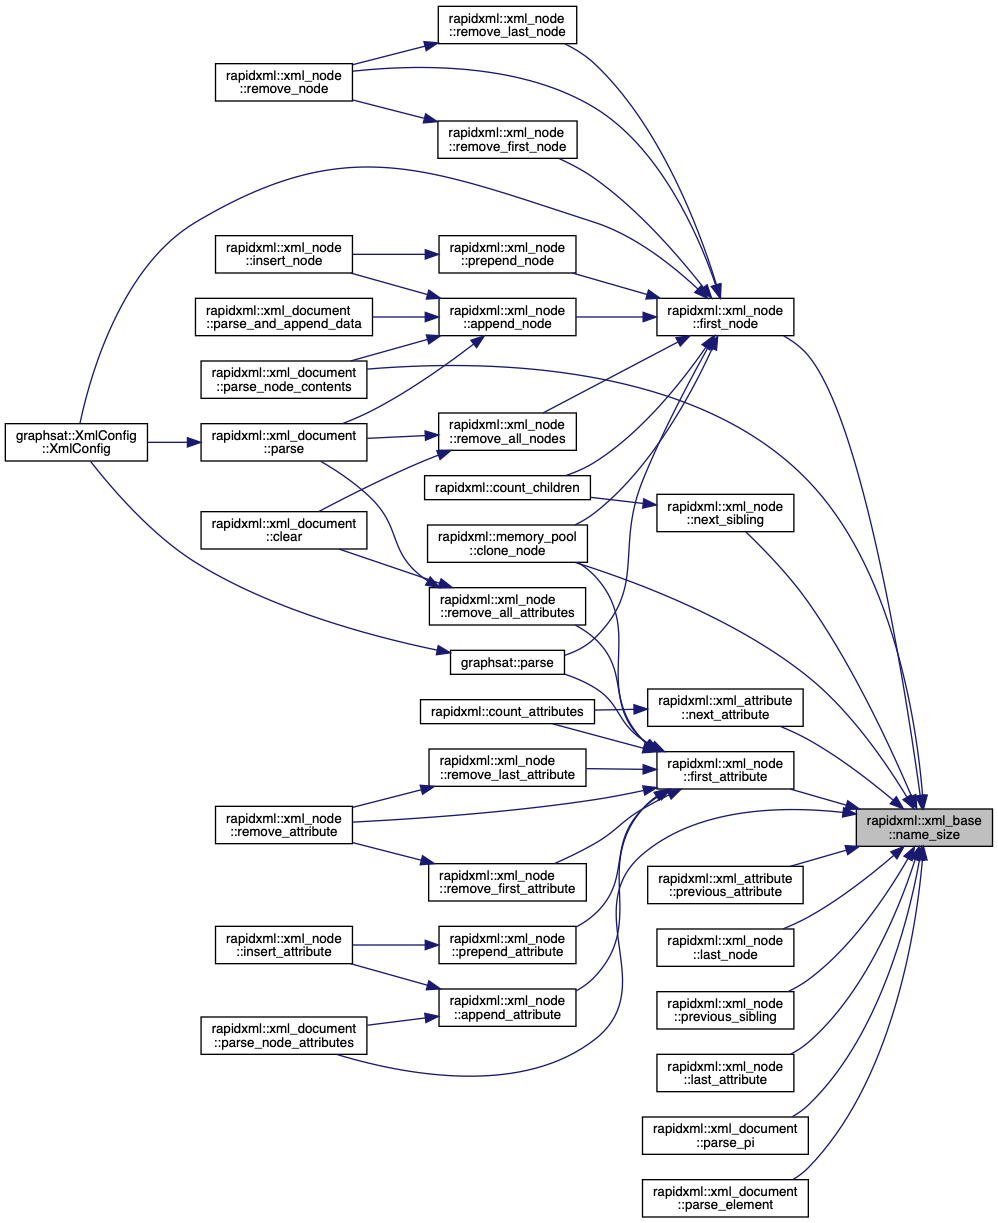 rapidxml::xml_node
::remove_last_node
rapidxml::xml_node
::remove_node
rapidxml::xml_node
::remove_first_node
rapidxml::xml_node
::insert_node
rapidxml::xml_node
::prepend_node
rapidxml::xml_document
::parse_and_append_data
rapidxml::xml_node
::append_node
rapidxml::xml_node
::first_node
rapidxml::xml_document
::parse_node_contents
graphsat::XmlConfig
::XmlConfig
rapidxml::xml_document
::parse
rapidxml::xml_node
::remove_all_nodes
rapidxml::count_children
rapidxml::xml_node
::next_sibling
rapidxml::xml_document
::clear
rapidxml::memory_pool
::clone_node
rapidxml::xml_node
::remove_all_attributes
graphsat::parse
rapidxml::count_attributes
rapidxml::xml_attribute
::next_attribute
rapidxml::xml_node
::remove_last_attribute
rapidxml::xml_node
::first_attribute
rapidxml::xml_node
::remove_attribute
rapidxml::xml_base
::name_size
rapidxml::xml_node
::remove_first_attribute
rapidxml::xml_attribute
::previous_attribute
rapidxml::xml_node
::insert_attribute
rapidxml::xml_node
::prepend_attribute
rapidxml::xml_node
::last_node
rapidxml::xml_node
::append_attribute
rapidxml::xml_node
::previous_sibling
rapidxml::xml_document
::parse_node_attributes
rapidxml::xml_node
::last_attribute
rapidxml::xml_document
::parse_pi
rapidxml::xml_document
::parse_element